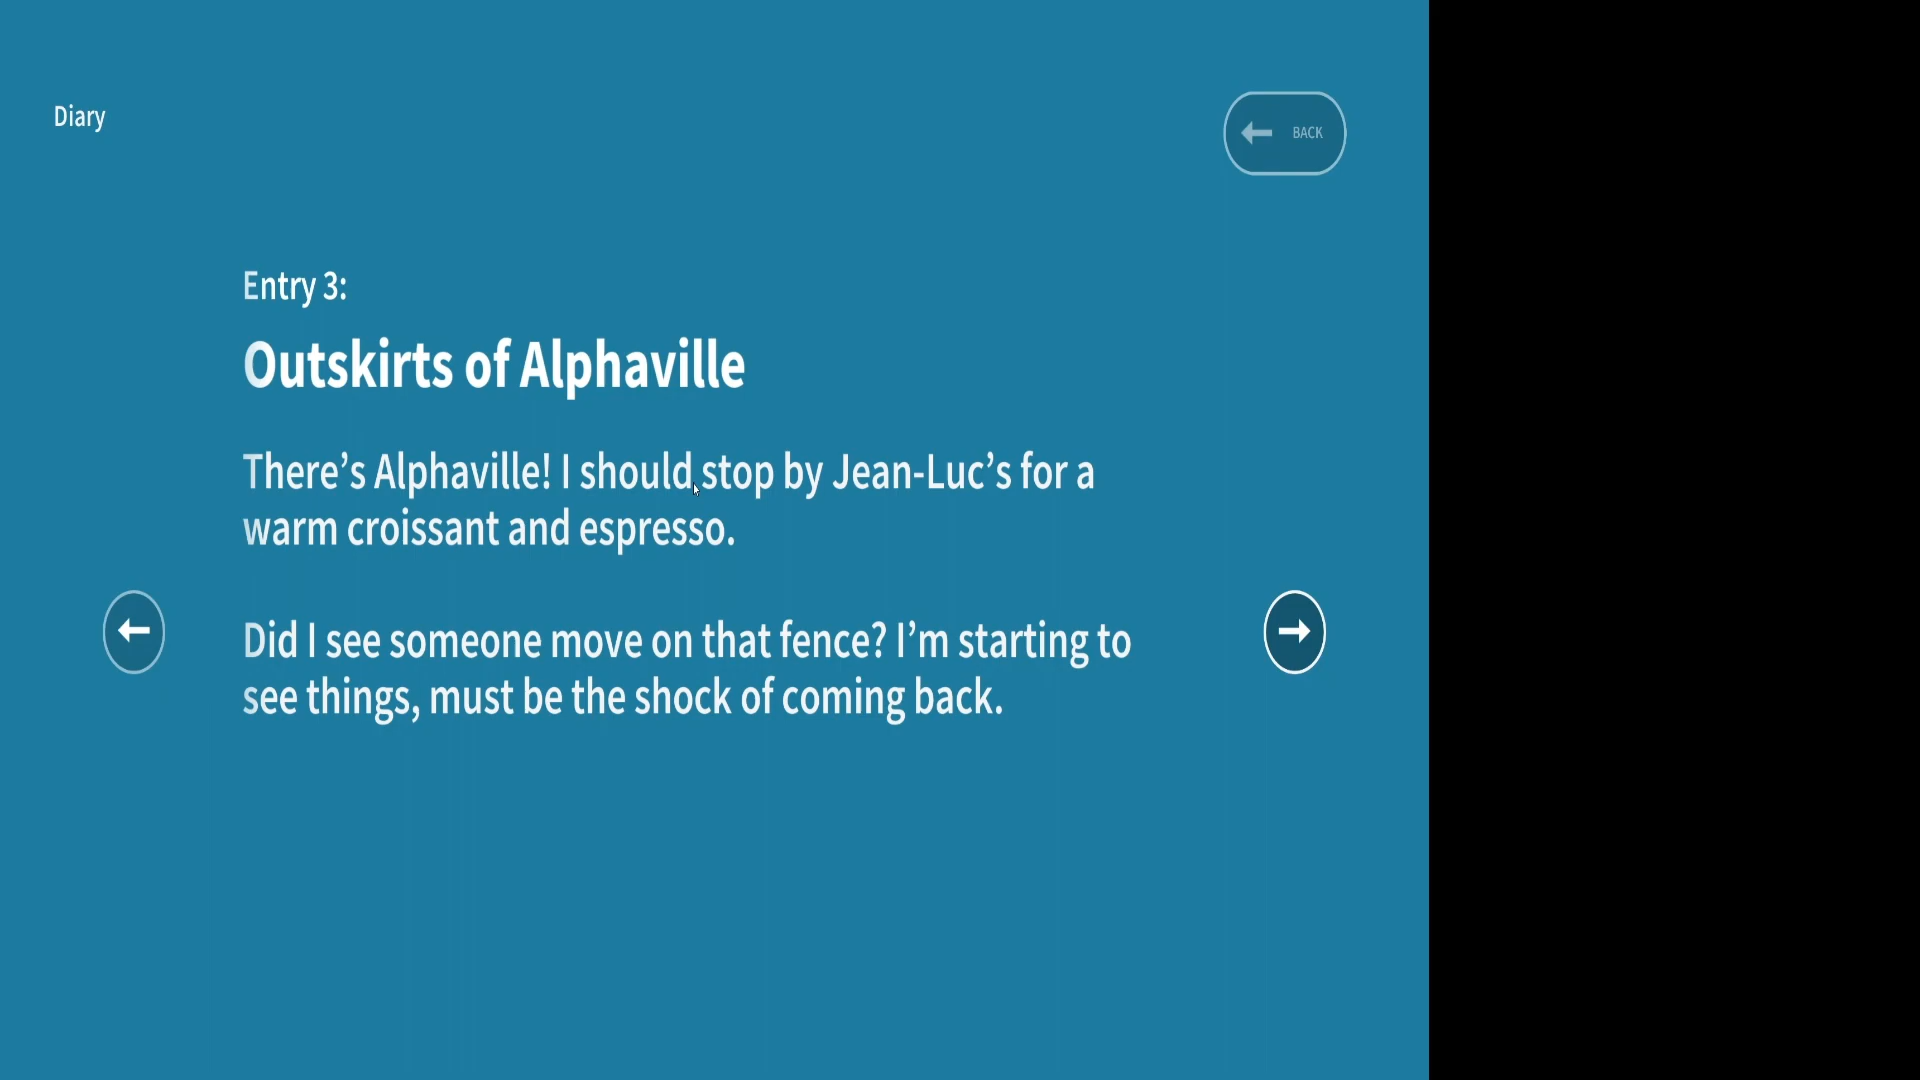 Diary
BACK
Entry 3:
Outskirts of Alphaville
There’s Alphaville! I should stop by Jean-Luc’s for a
warm croissant and espresso.
Did I see someone move on that fence? I’m starting to
see things, must be the shock of coming back.